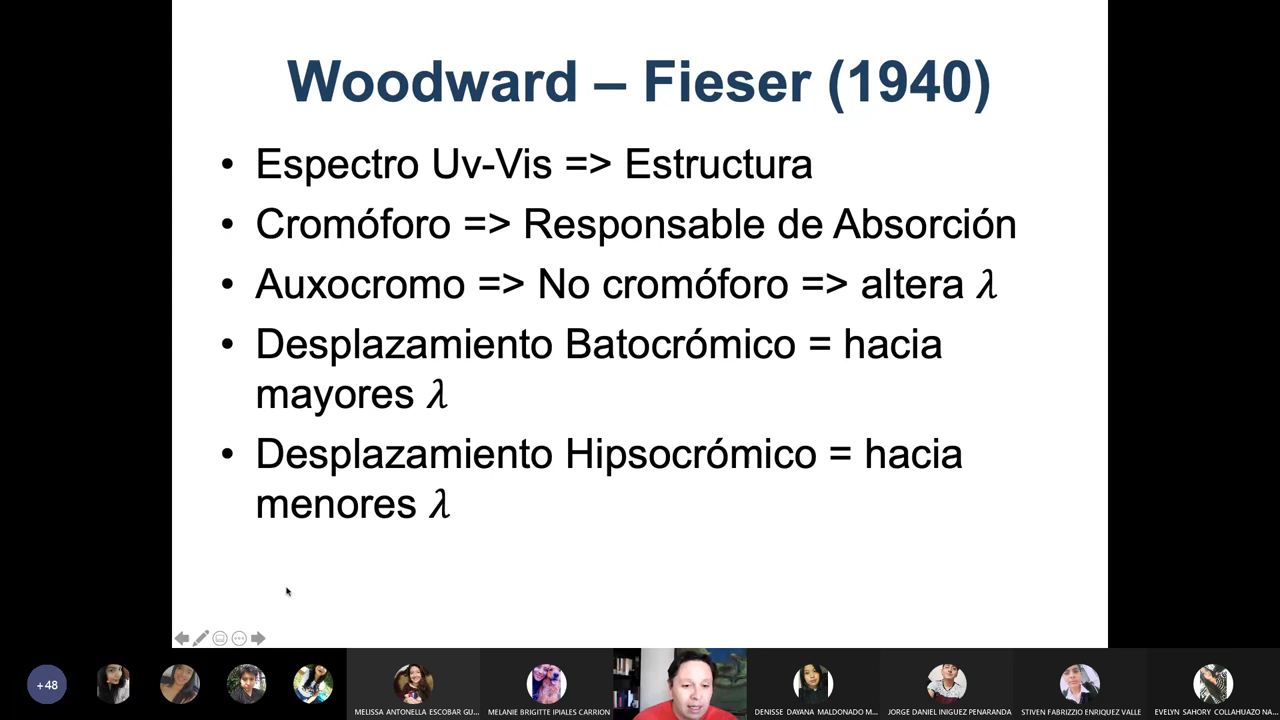 Woodward – Fieser (1940)
• Espectro Uv-Vis => Estructura
• Cromóforo => Responsable de Absorción
• Auxocromo => No cromóforo => altera λ
• Desplazamiento Batocrómico = hacia
mayores λ
• Desplazamiento Hipsocrómico = hacia
menores λ
+48
MELISSA ANTONELLA ESCOBAR GU...
MELANIE BRIGITTE IPIALES CARRION
DENISSE DAYANA MALDONADO M...
JORGE DANIEL INIGUEZ PENARANDA
STIVEN FABRIZZIO ENRIQUEZ VALLE
EVELYN SAHORY COLLAHUAZO NA...